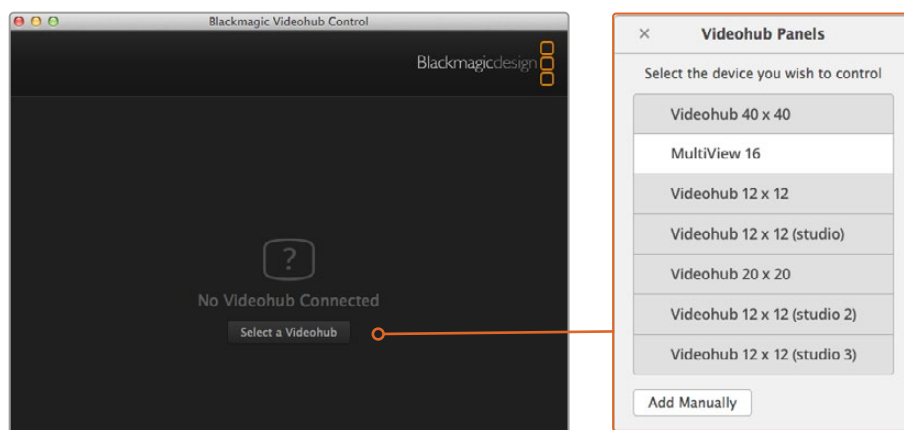 Blackmagic Videohub Control
Blackmagicdesign
?
No Videohub Connected
Select a Videohub
Videohub Panels
Select the device you wish to control
Videohub 40 x 40
MultiView 16
Videohub 12 x 12
Videohub 12 x 12 (studio)
Videohub 20 x 20
Videohub 12 x 12 (studio 2)
Videohub 12 x 12 (studio 3)
Add Manually